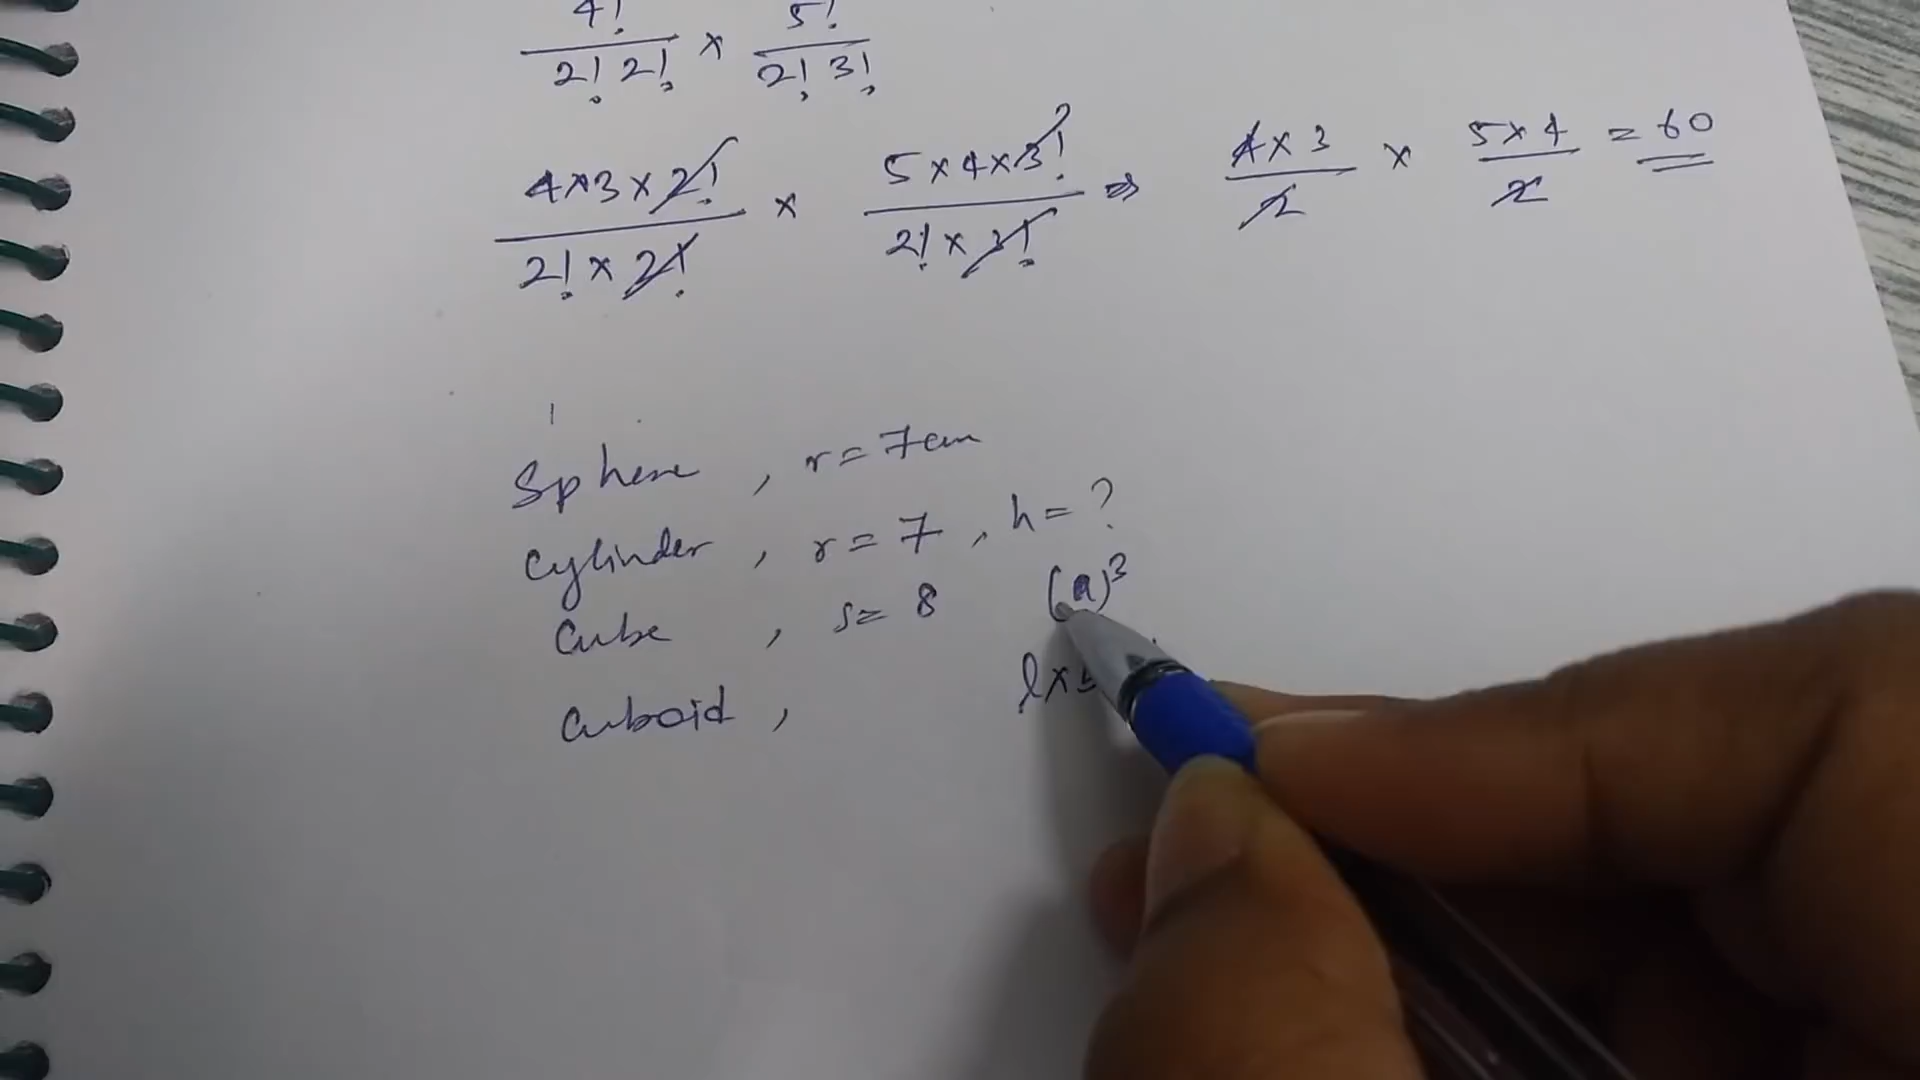 4! / 2! 2! × 5! / 2! 3!
4×3×2! / 2!×2! × 5×4×3! / 2!×3! ⇒ 4×3 / 2 × 5×4 / 2 = 60
Sphere , r=7cm
Cylinder , r=7 , h=?
Cube , s= 8 (a)³
Cuboid , l×b